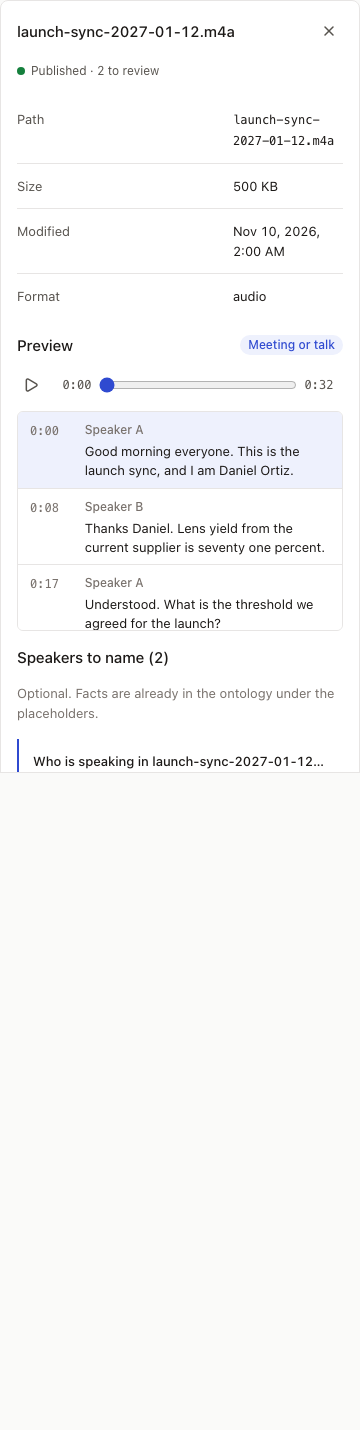 launch-sync-2027-01-12.m4a
Published · 2 to review
Path
launch-sync-
2027-01-12.m4a
Size
500 KB
Modified
Nov 10, 2026,
2:00 AM
Format
audio
Preview
Meeting or talk
0:00
0:32
0:00
Speaker A
Good morning everyone. This is the
launch sync, and I am Daniel Ortiz.
0:08
Speaker B
Thanks Daniel. Lens yield from the
current supplier is seventy one percent.
0:17
Speaker A
Understood. What is the threshold we
agreed for the launch?
Speakers to name (2)
Optional. Facts are already in the ontology under the
placeholders.
Who is speaking in launch-sync-2027-01-12...